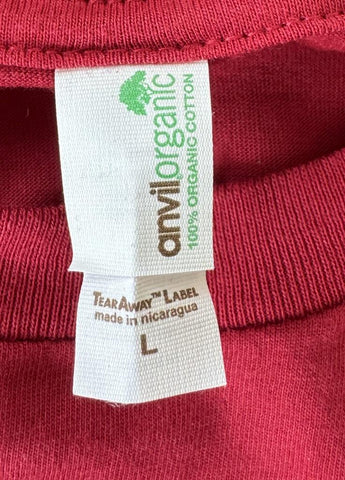 anvilorganic
100% ORGANIC COTTON
TEARAWAY™ LABEL
made in nicaragua
L